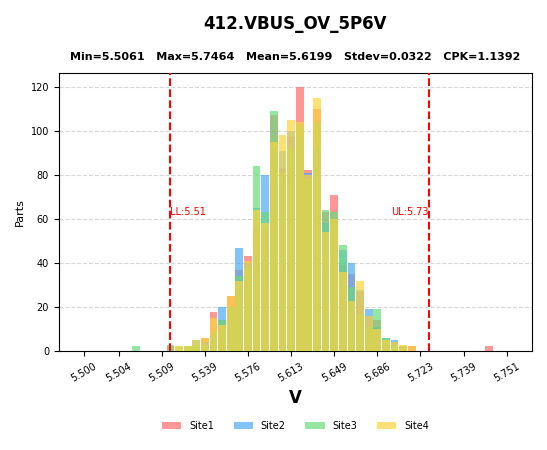 412.VBUS_OV_5P6V
Min=5.5061 Max=5.7464 Mean=5.6199 Stdev=0.0322 CPK=1.1392
120
100
80
60
40
20
0
Parts
LL:5.51
UL:5.73
5.500 5.504 5.509 5.539 5.576 5.613 5.649 5.686 5.723 5.739 5.751
V
Site1 Site2 Site3 Site4